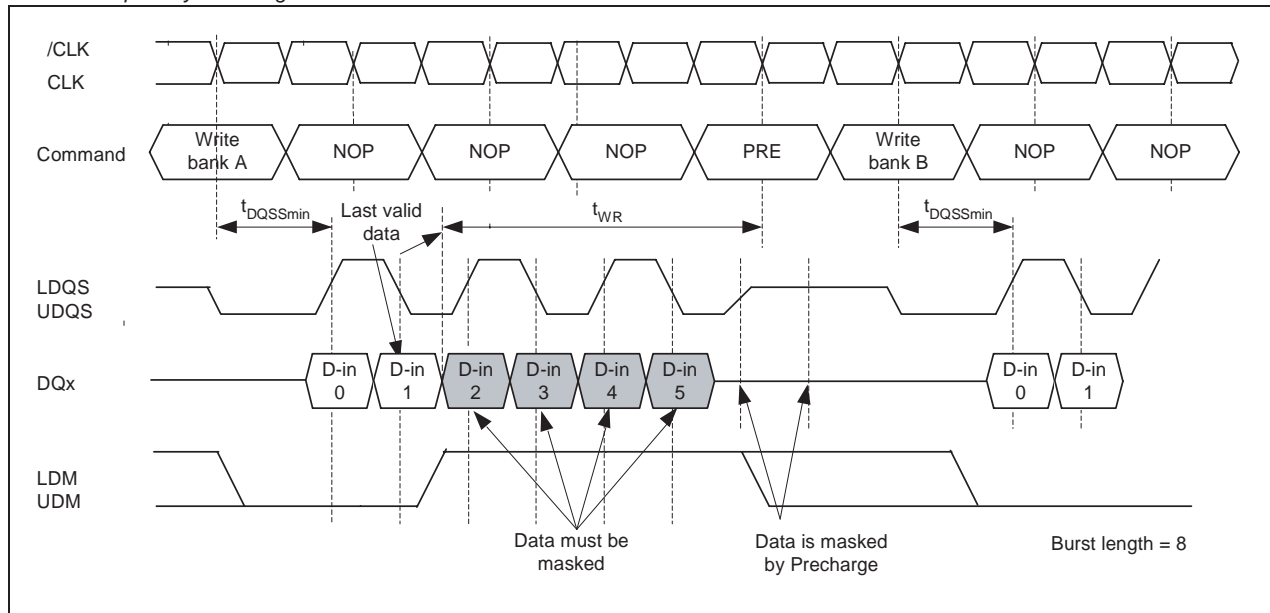 /CLK
CLK
Command
Write
bank A
NOP
NOP
NOP
PRE
Write
bank B
NOP
NOP
tDQSSmin
Last valid
data
tWR
tDQSSmin
LDQS
UDQS
DQx
D-in
0
D-in
1
D-in
2
D-in
3
D-in
4
D-in
5
D-in
0
D-in
1
LDM
UDM
Data must be
masked
Data is masked
by Precharge
Burst length = 8